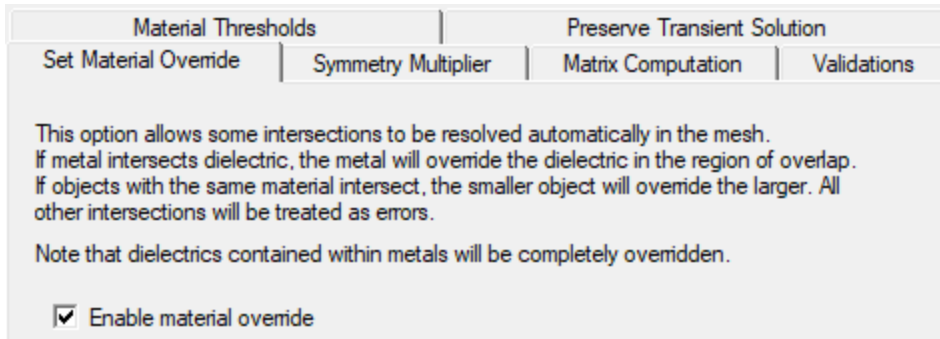 Material Thresholds
Preserve Transient Solution
Set Material Override
Symmetry Multiplier
Matrix Computation
Validations
This option allows some intersections to be resolved automatically in the mesh.
If metal intersects dielectric, the metal will override the dielectric in the region of overlap.
If objects with the same material intersect, the smaller object will override the larger. All
other intersections will be treated as errors.
Note that dielectrics contained within metals will be completely overridden.
Enable material override